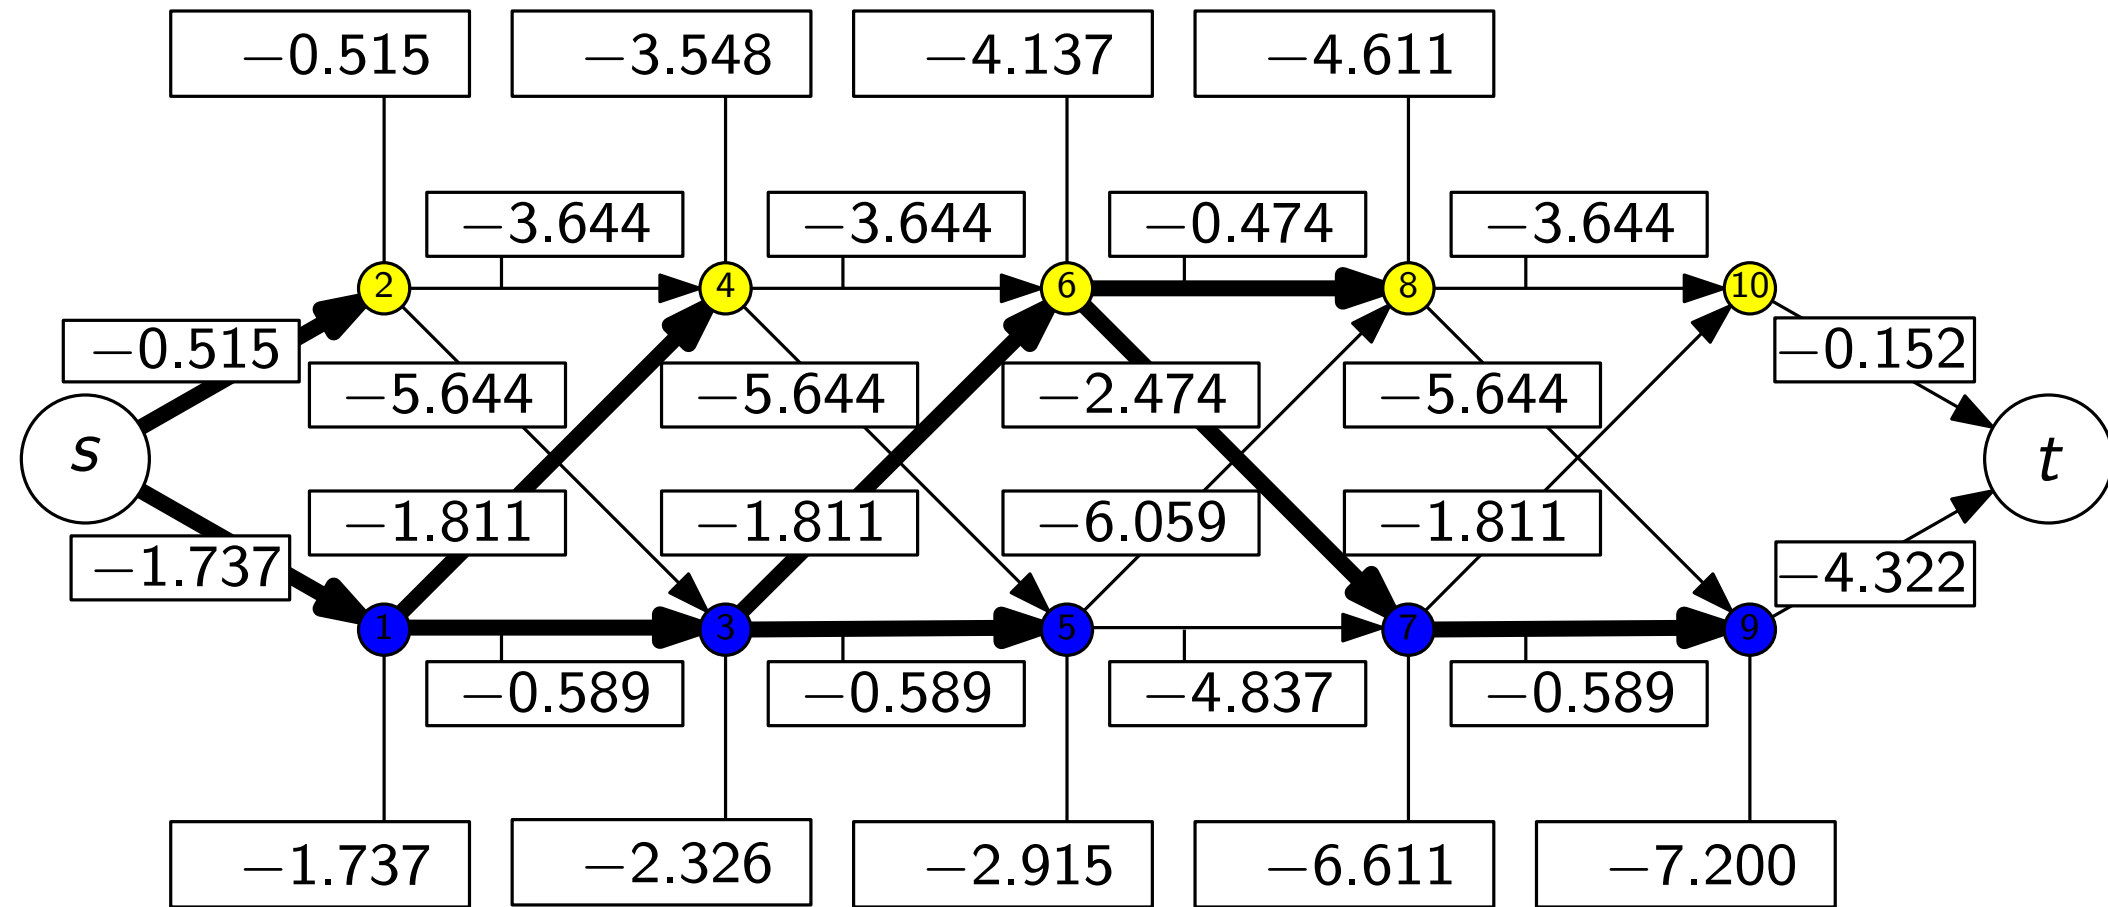 −0.515 −3.548 −4.137 −4.611
−3.644 −3.644 −0.474 −3.644
2 4 6 8 10
−0.515 −0.152
−5.644 −5.644 −2.474 −5.644
s t
−1.811 −1.811 −6.059 −1.811
−1.737 −4.322
1 3 5 7 9
−0.589 −0.589 −4.837 −0.589
−1.737 −2.326 −2.915 −6.611 −7.200